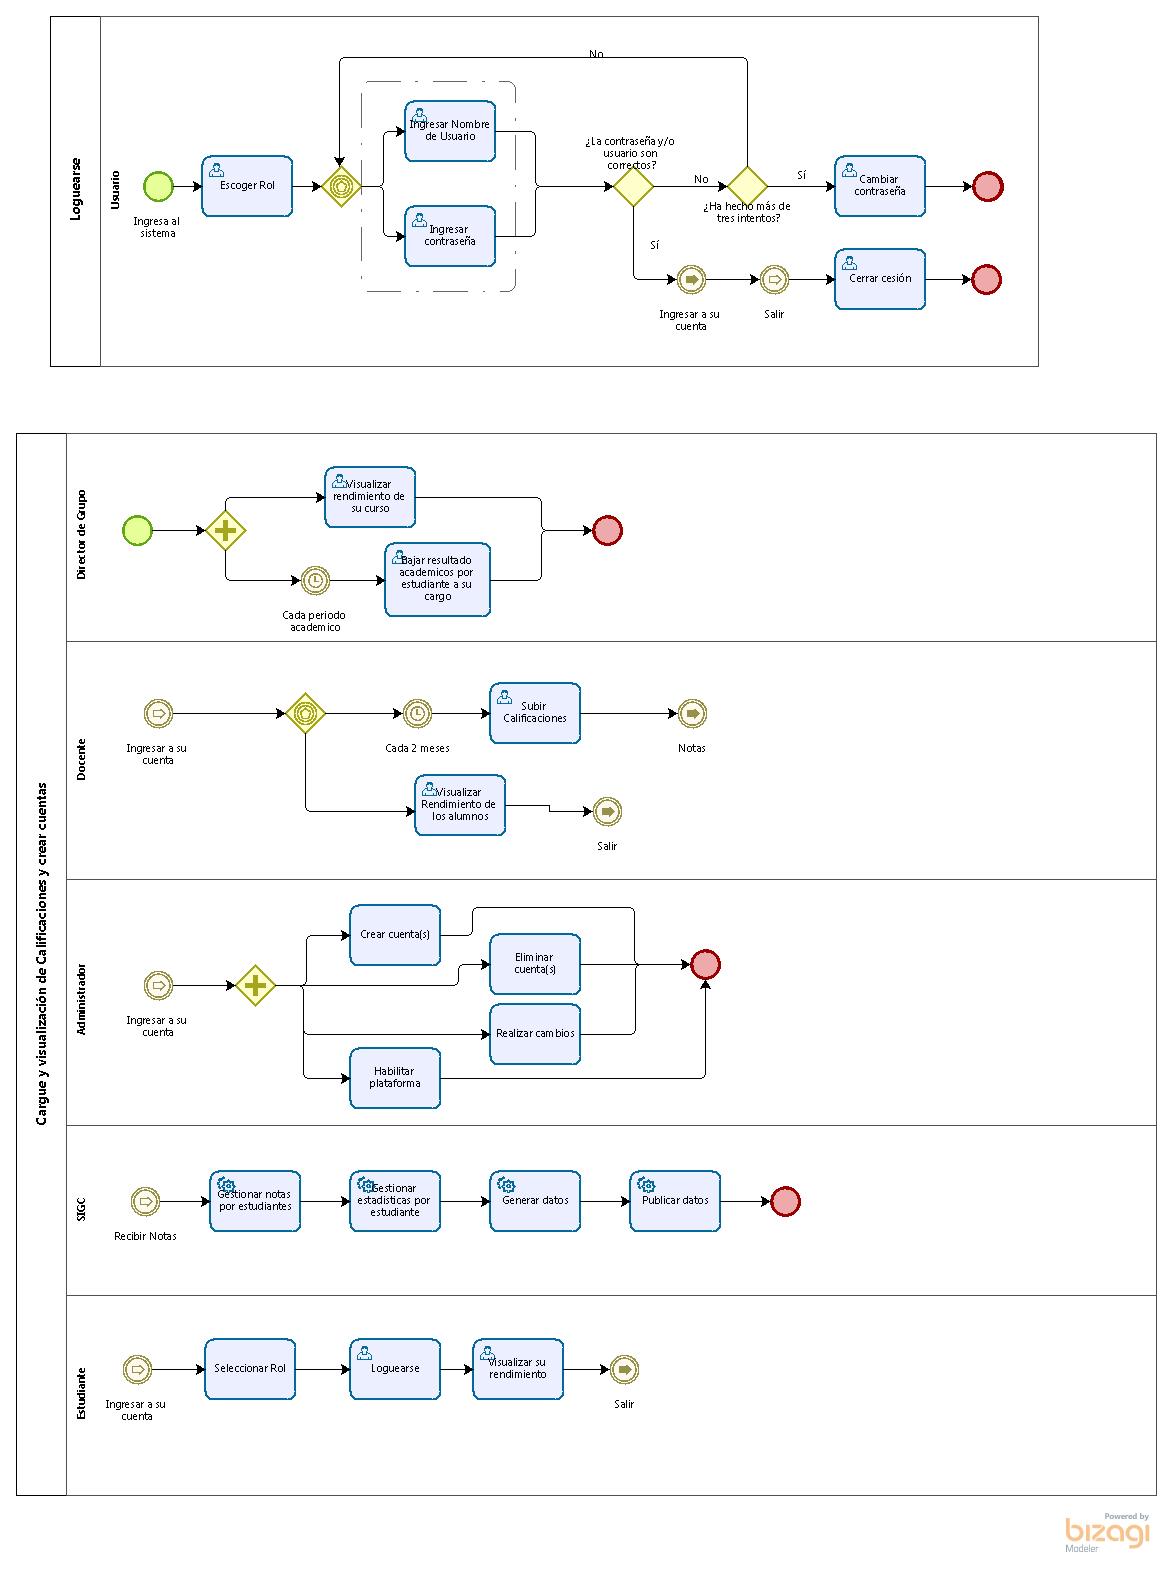 Loguearse
Usuario
No
Ingresa al
sistema
Escoger Rol
Ingresar Nombre
de Usuario
Ingresar
contraseña
¿La contraseña y/o
usuario son
correctos?
No
¿Ha hecho más de
tres intentos?
Sí
Cambiar
contraseña
Sí
Ingresar a su
cuenta
Salir
Cerrar cesión
Cargue y visualización de Calificaciones y crear cuentas
Director de Grupo
Visualizar
rendimiento de
su curso
Cada periodo
academico
Bajar resultado
academicos por
estudiante a su
cargo
Docente
Ingresar a su
cuenta
Cada 2 meses
Subir
Calificaciones
Notas
Visualizar
Rendimiento de
los alumnos
Salir
Administrador
Ingresar a su
cuenta
Crear cuenta(s)
Eliminar
cuenta(s)
Realizar cambios
Habilitar
plataforma
SIGC
Recibir Notas
Gestionar notas
por estudiantes
Gestionar
estadisticas por
estudiante
Generar datos
Publicar datos
Estudiante
Ingresar a su
cuenta
Seleccionar Rol
Loguearse
Visualizar su
rendimiento
Salir
Powered by
bizagi
Modeler